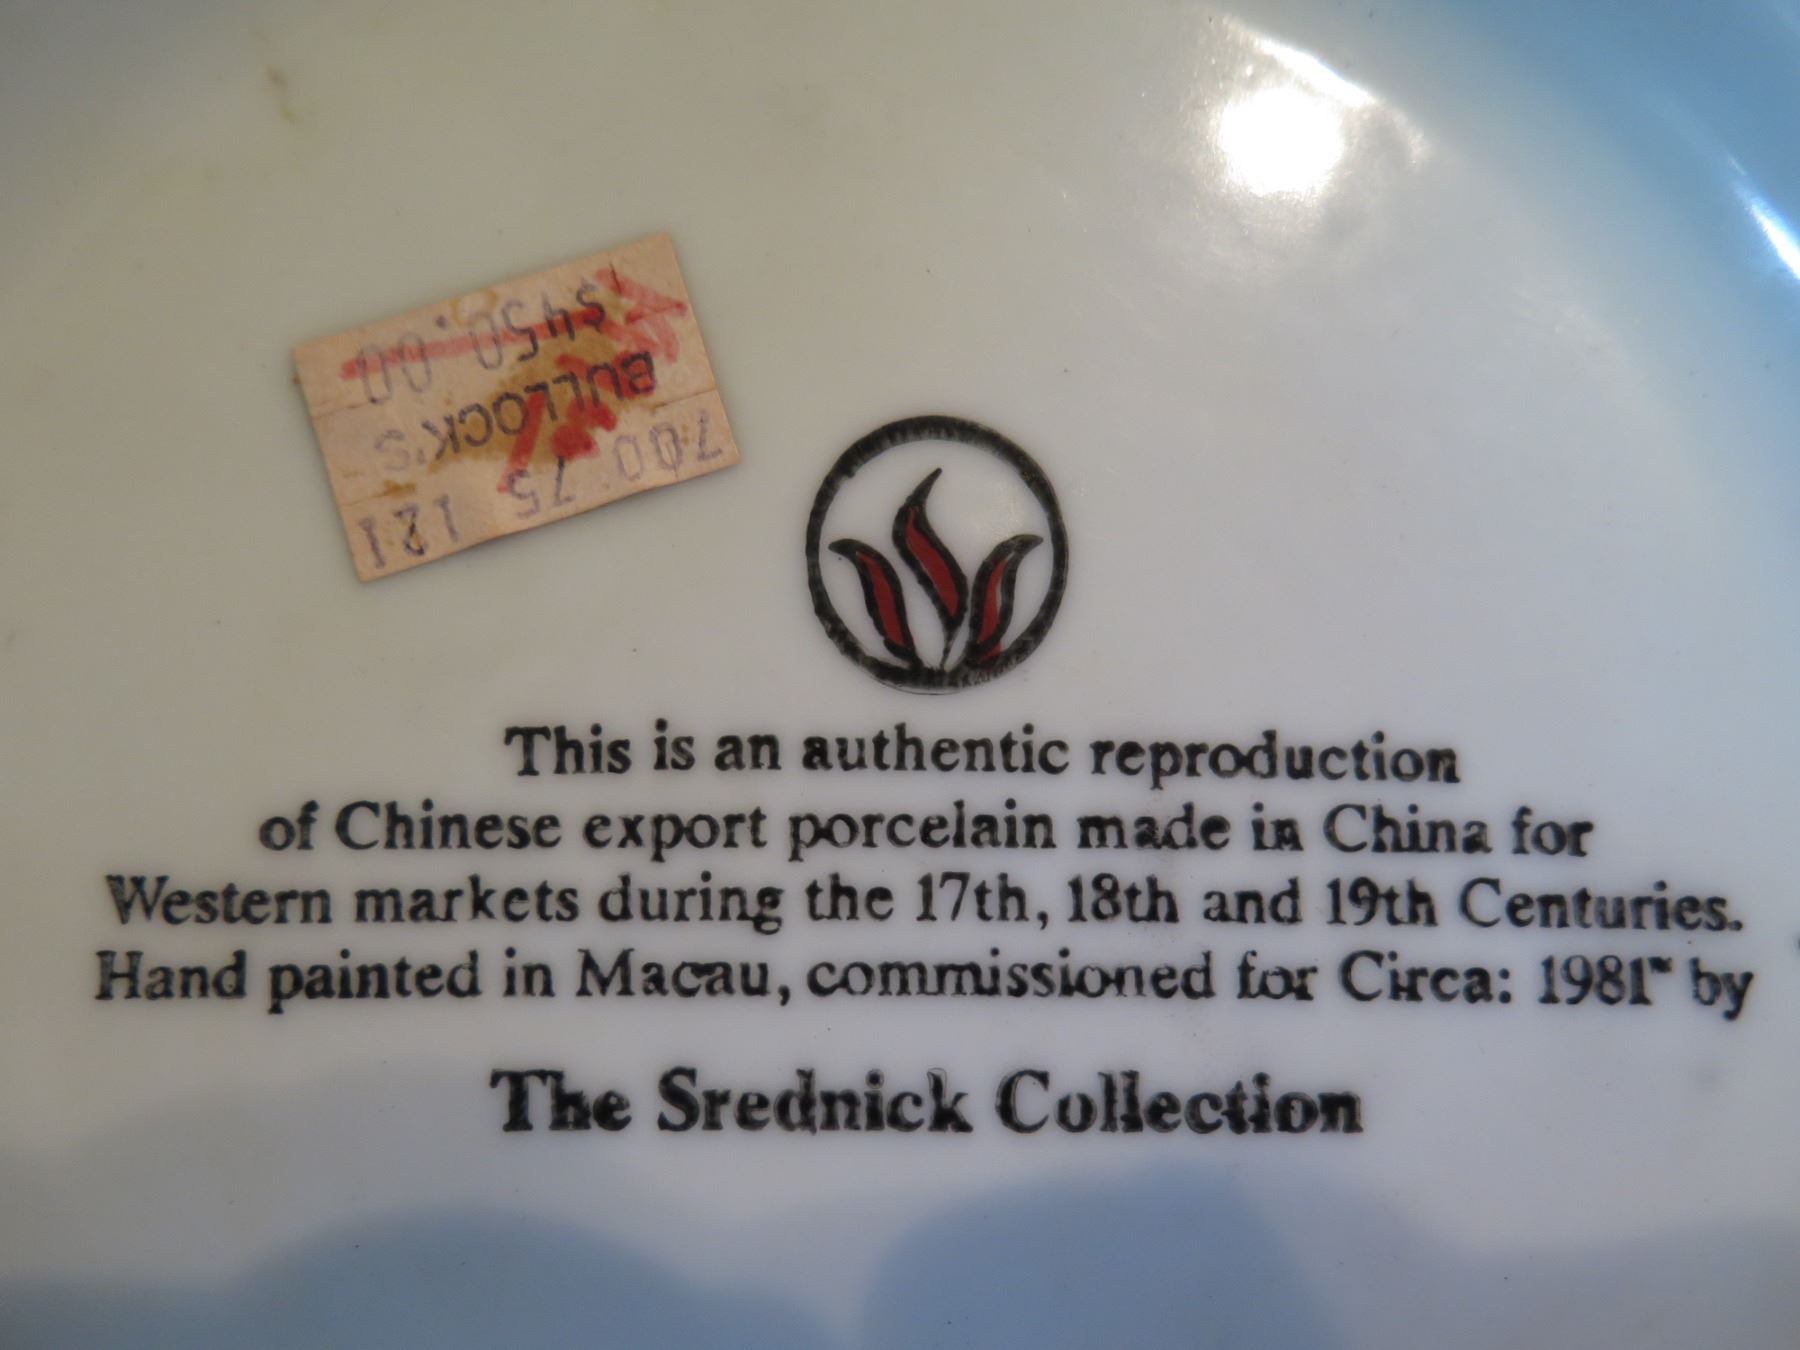 $450.00
BULLOCK'S
700 75 121
This is an authentic reproduction
of Chinese export porcelain made in China for
Western markets during the 17th, 18th and 19th Centuries.
Hand painted in Macau, commissioned for Circa: 1981™ by
The Srednick Collection